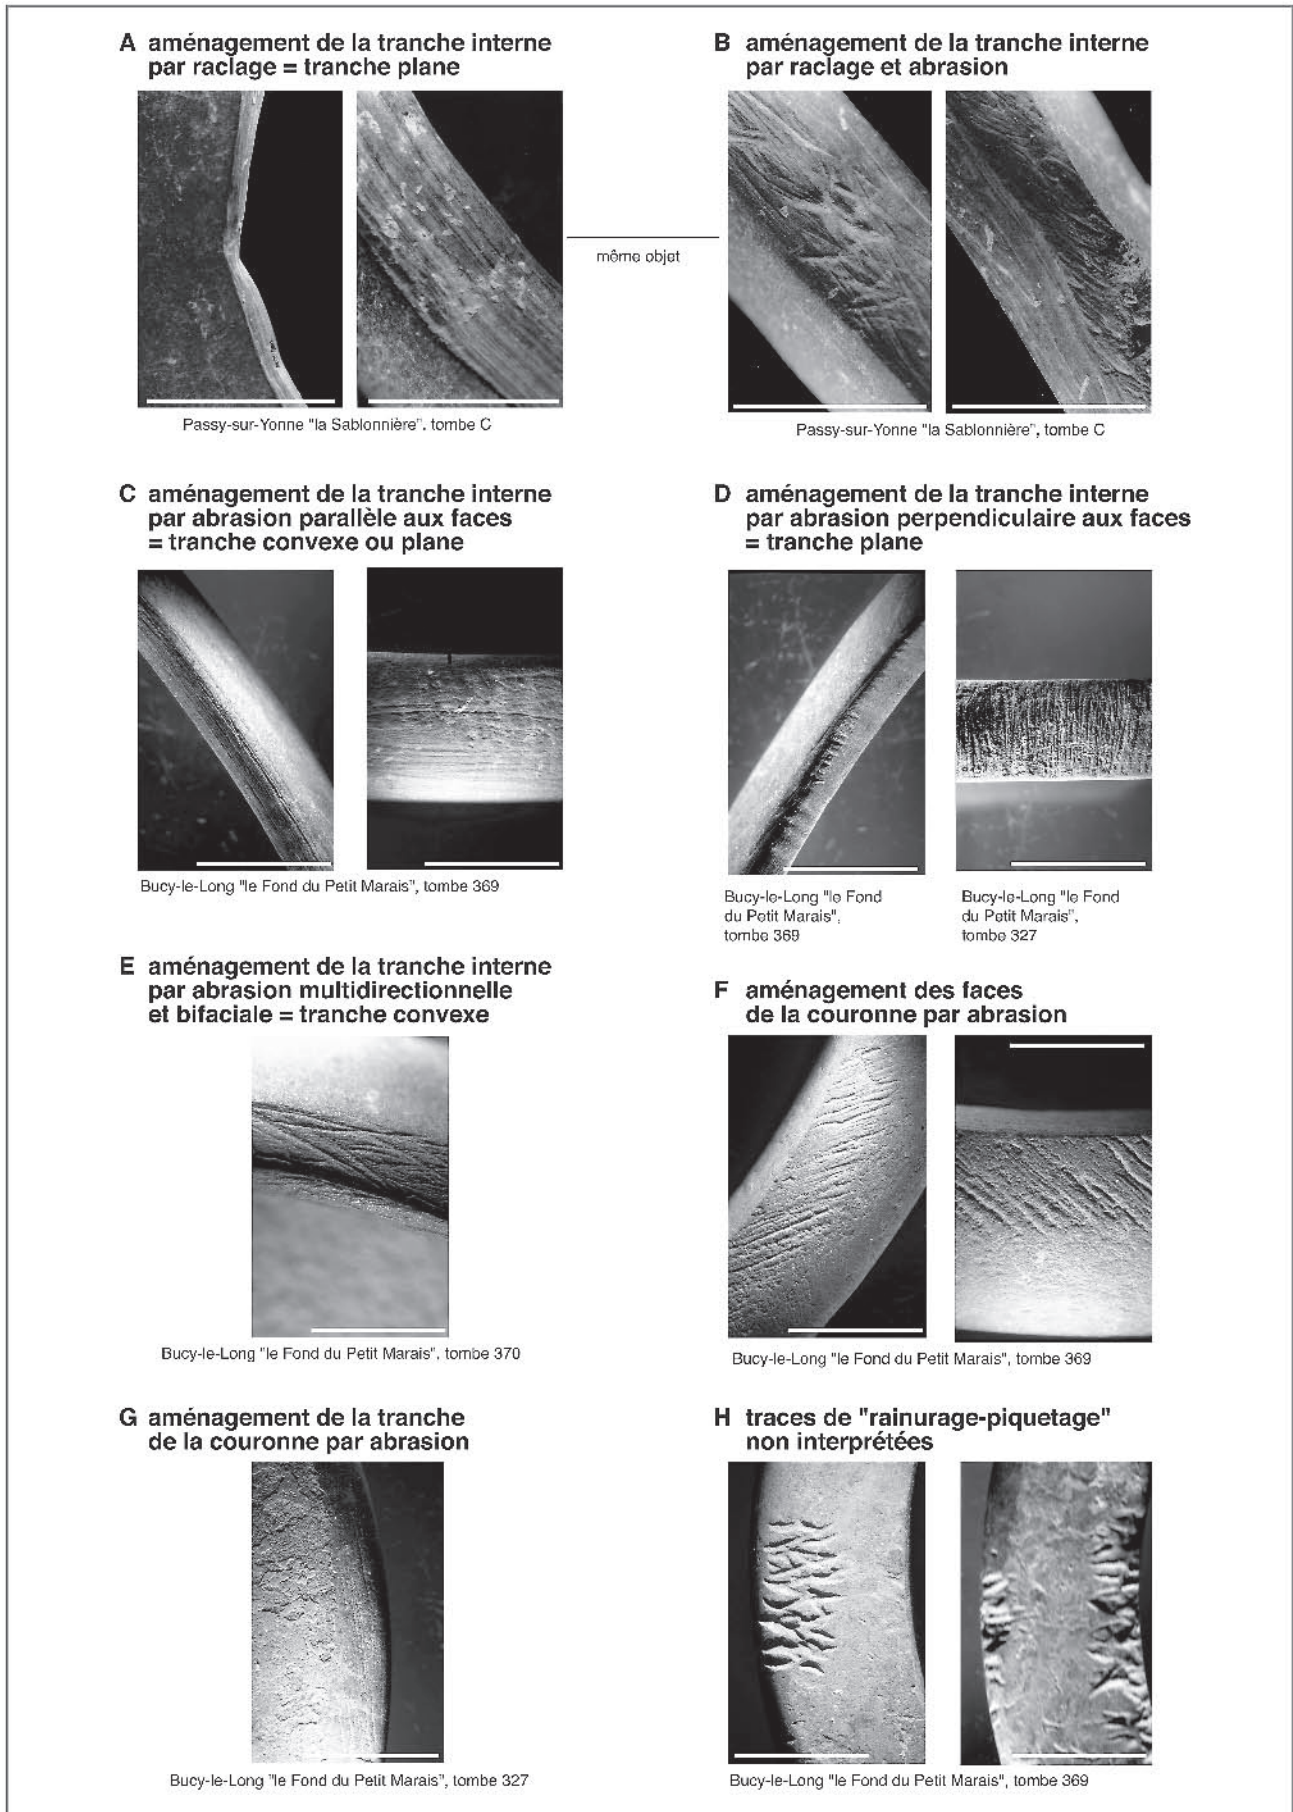 A aménagement de la tranche interne
par raclage = tranche plane
B aménagement de la tranche interne
par raclage et abrasion
même objet
Passy-sur-Yonne "la Sablonnière", tombe C
Passy-sur-Yonne "la Sablonnière", tombe C
C aménagement de la tranche interne
par abrasion parallèle aux faces
= tranche convexe ou plane
D aménagement de la tranche interne
par abrasion perpendiculaire aux faces
= tranche plane
Bucy-le-Long "le Fond du Petit Marais", tombe 369
Bucy-le-Long "le Fond
du Petit Marais",
tombe 369
Bucy-le-Long "le Fond
du Petit Marais",
tombe 327
E aménagement de la tranche interne
par abrasion multidirectionnelle
et bifaciale = tranche convexe
F aménagement des faces
de la couronne par abrasion
Bucy-le-Long "le Fond du Petit Marais", tombe 370
Bucy-le-Long "le Fond du Petit Marais", tombe 369
G aménagement de la tranche
de la couronne par abrasion
H traces de "rainurage-piquetage"
non interprétées
Bucy-le-Long "le Fond du Petit Marais", tombe 327
Bucy-le-Long "le Fond du Petit Marais", tombe 369